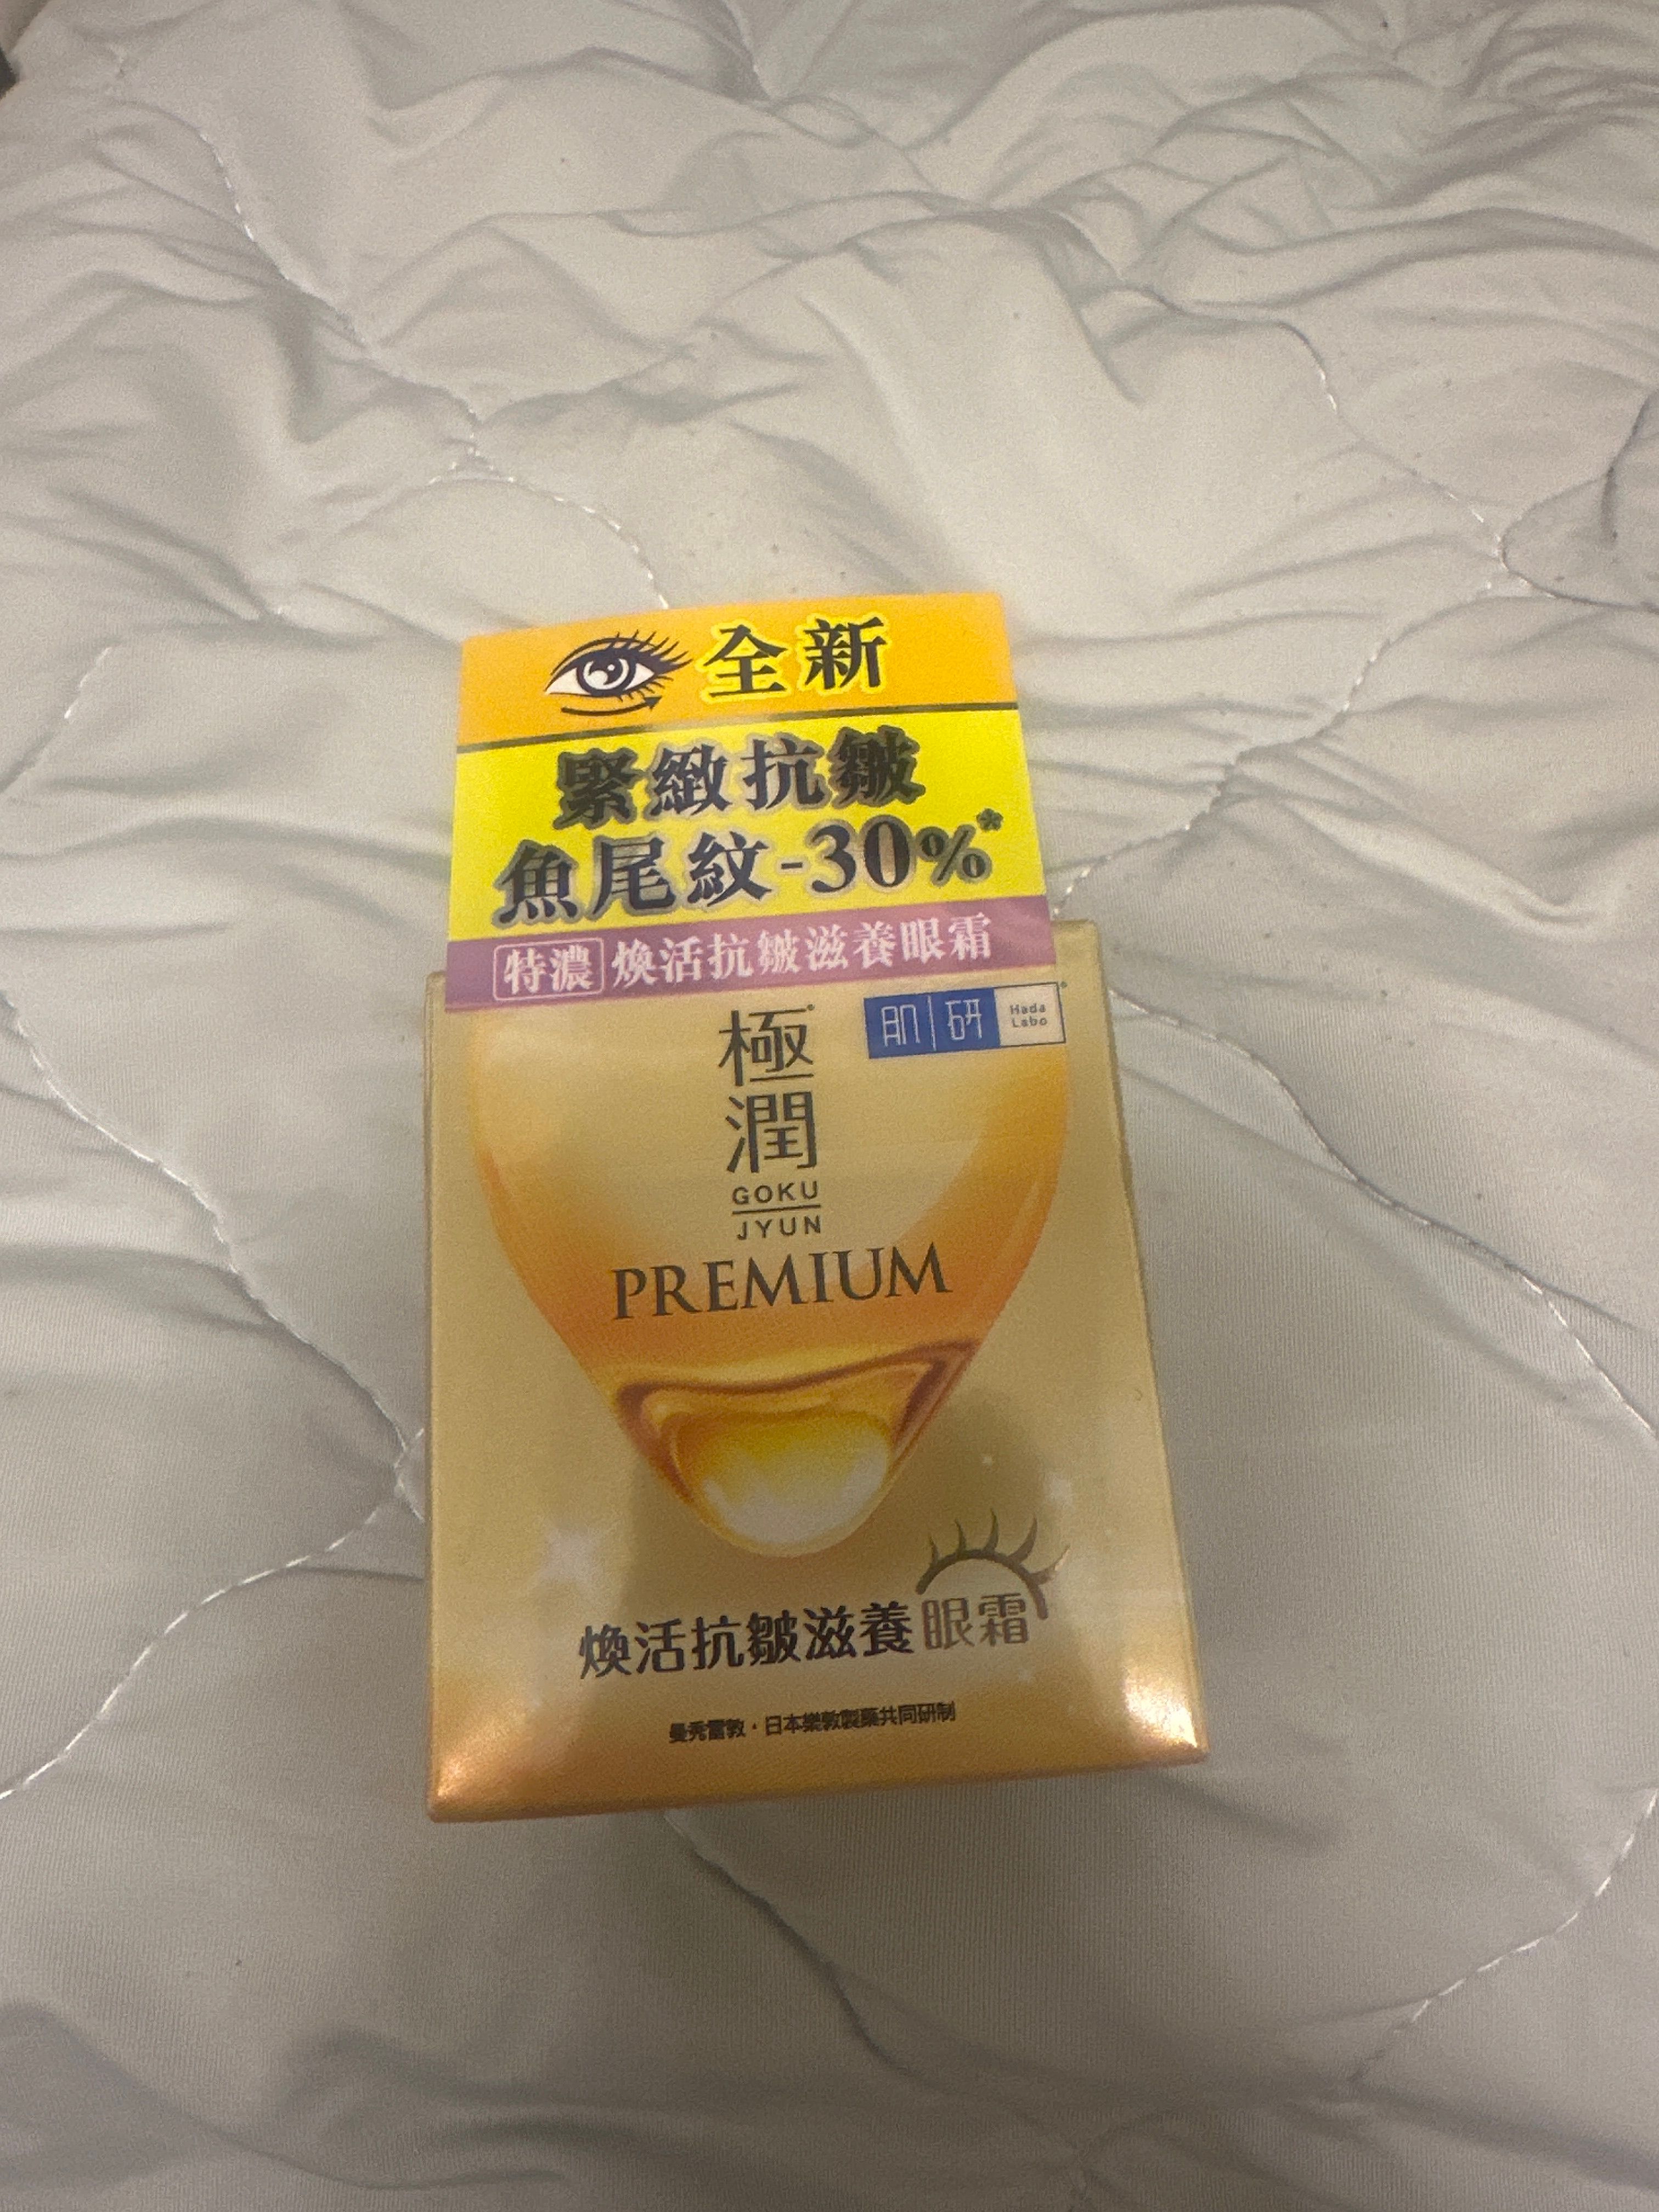 全新
緊緻抗皺
魚尾紋-30%*
特濃 煥活抗皺滋養眼霜
肌研 Hada Labo
極潤
GOKU
JYUN
PREMIUM
煥活抗皺滋養眼霜
曼秀雷敦・日本樂敦製藥共同研制